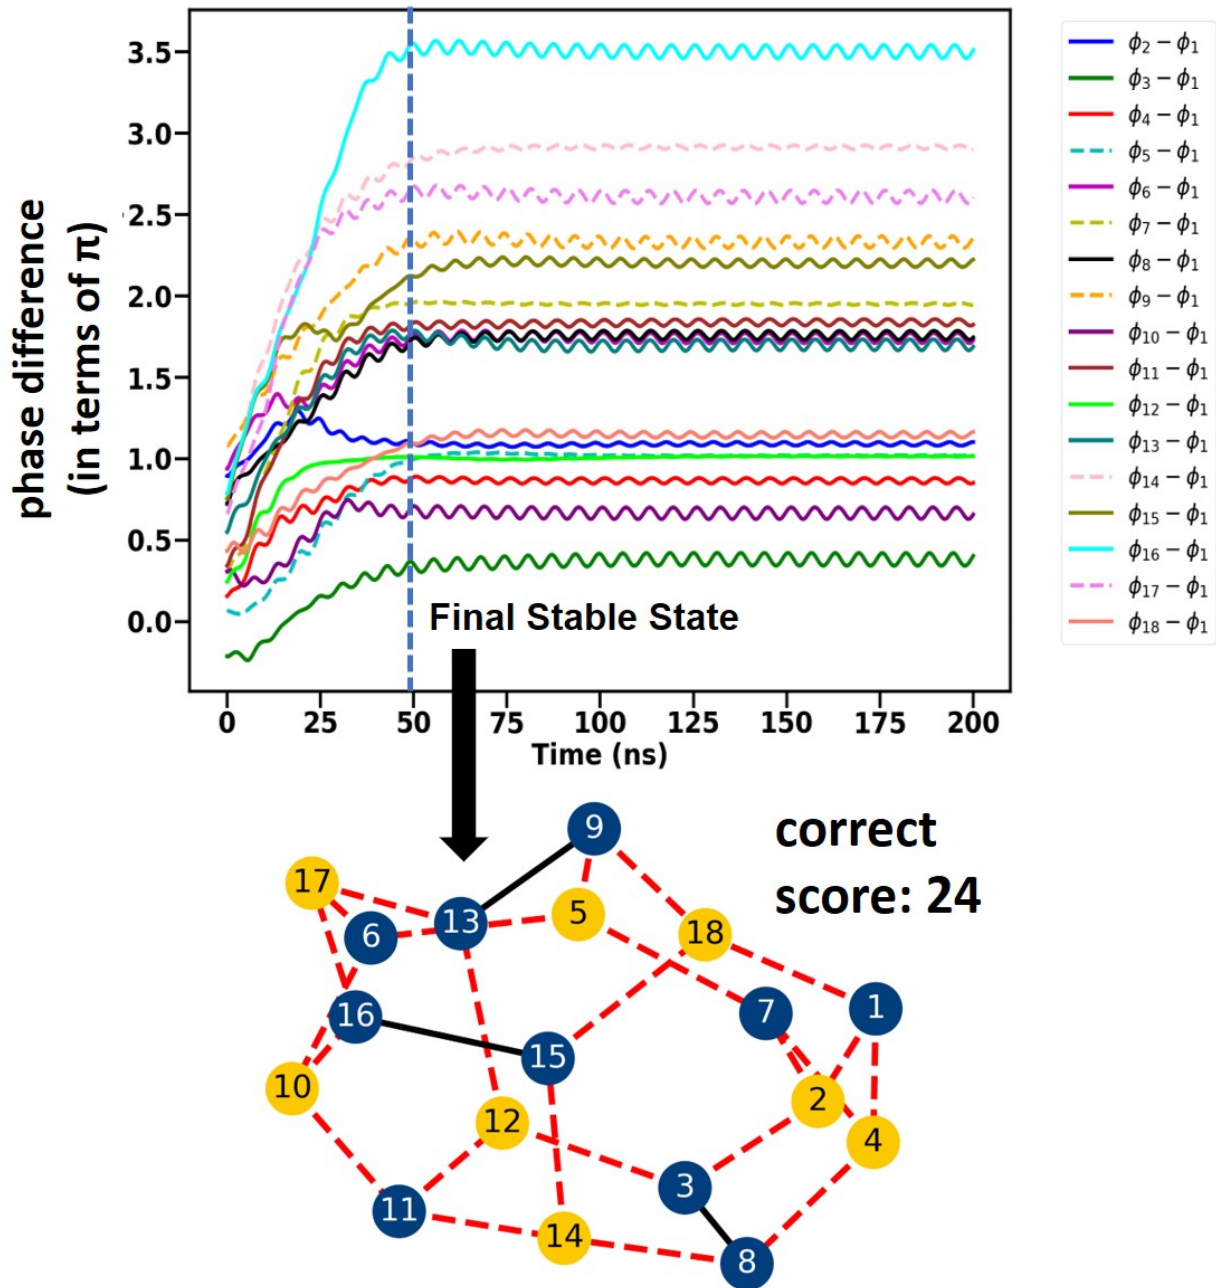 3.5
3.0
2.5
2.0
1.5
1.0
0.5
0.0
phase difference
(in terms of π)
0 25 50 75 100 125 150 175 200
Time (ns)
ϕ₂ − ϕ₁
ϕ₃ − ϕ₁
ϕ₄ − ϕ₁
ϕ₅ − ϕ₁
ϕ₆ − ϕ₁
ϕ₇ − ϕ₁
ϕ₈ − ϕ₁
ϕ₉ − ϕ₁
ϕ₁₀ − ϕ₁
ϕ₁₁ − ϕ₁
ϕ₁₂ − ϕ₁
ϕ₁₃ − ϕ₁
ϕ₁₄ − ϕ₁
ϕ₁₅ − ϕ₁
ϕ₁₆ − ϕ₁
ϕ₁₇ − ϕ₁
ϕ₁₈ − ϕ₁
Final Stable State
correct
score: 24
9
17
13
5
6
18
16
7
1
15
10
2
12
4
3
11
14
8